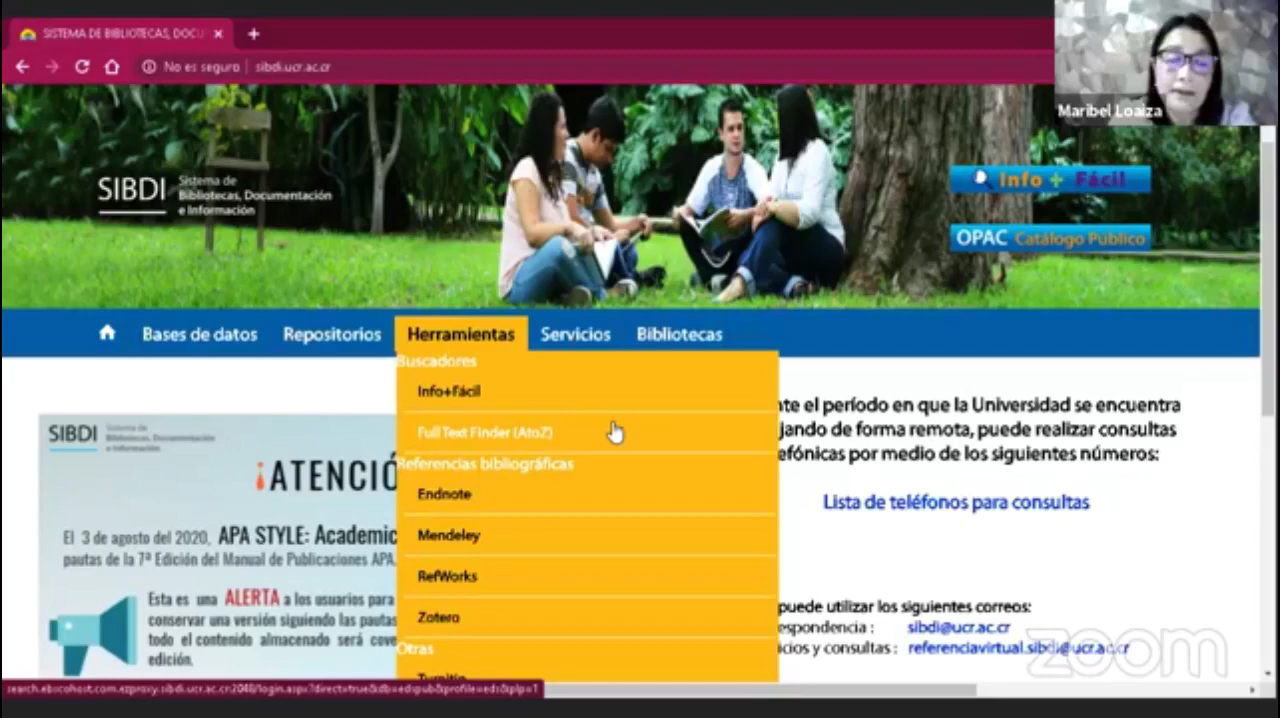 SISTEMA DE BIBLIOTECAS, DOCU
No es seguro | sibdi.ucr.ac.cr
Maribel Loaiza
SIBDI
Sistema de
Bibliotecas, Documentación
e Información
Info + Fácil
OPAC Catálogo Público
Bases de datos
Repositorios
Herramientas
Servicios
Bibliotecas
Buscadores
Info+Fácil
Full Text Finder (AtoZ)
Referencias bibliográficas
Endnote
Mendeley
RefWorks
Zotero
Otras
Turnitin
SIBDI
Sistema de
Bibliotecas, Documentación
e Información
¡ATENCIÓ
El 3 de agosto del 2020, APA STYLE: Academic
pautas de la 7ª Edición del Manual de Publicaciones APA.
Esta es una ALERTA a los usuarios para
conservar una versión siguiendo las pautas
todo el contenido almacenado será cove
edición.
nte el período en que la Universidad se encuentra
jando de forma remota, puede realizar consultas
efónicas por medio de los siguientes números:
Lista de teléfonos para consultas
puede utilizar los siguientes correos:
espondencia : sibdi@ucr.ac.cr
icios y consultas : referenciavirtual.sibdi@ucr.ac.cr
zoom
search.ebscohost.com.ezproxy.sibdi.ucr.ac.cr:2048/login.aspx?direct=true&db=edspub&profile=eds&plp=1